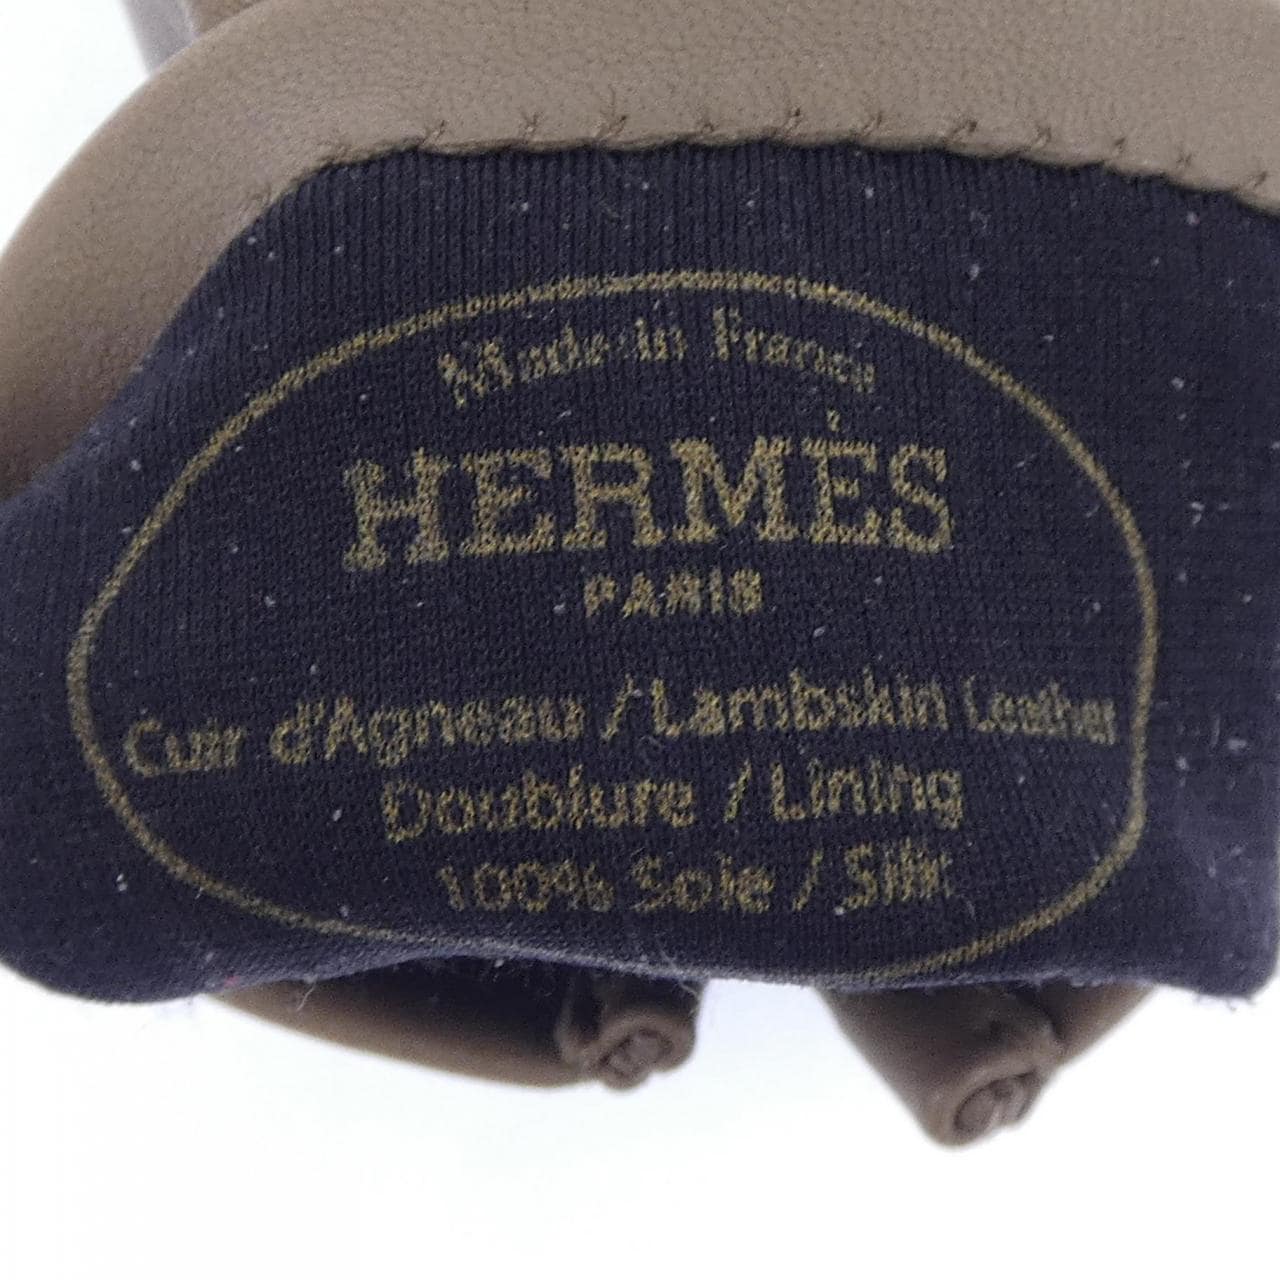 Made in France
HERMÈS
PARIS
Cuir d'Agneau / Lambskin Leather
Doublure / Lining
100% Soie / Silk